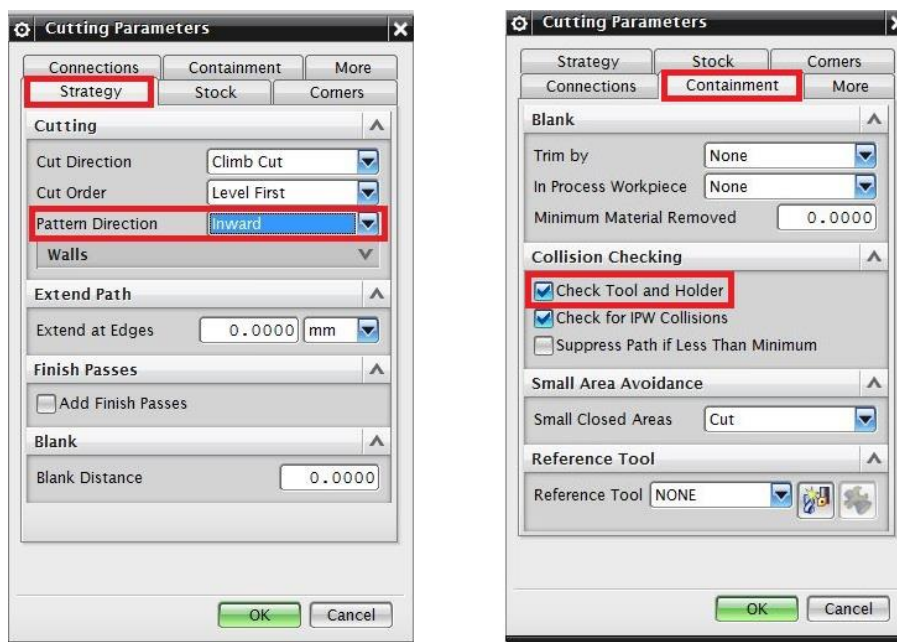 Cutting Parameters
Connections Containment More
Strategy Stock Corners
Cutting
Cut Direction Climb Cut
Cut Order Level First
Pattern Direction Inward
Walls
Extend Path
Extend at Edges 0.0000 mm
Finish Passes
Add Finish Passes
Blank
Blank Distance 0.0000
OK Cancel
Cutting Parameters
Strategy Stock Corners
Connections Containment More
Blank
Trim by None
In Process Workpiece None
Minimum Material Removed 0.0000
Collision Checking
Check Tool and Holder
Check for IPW Collisions
Suppress Path if Less Than Minimum
Small Area Avoidance
Small Closed Areas Cut
Reference Tool
Reference Tool NONE
OK Cancel